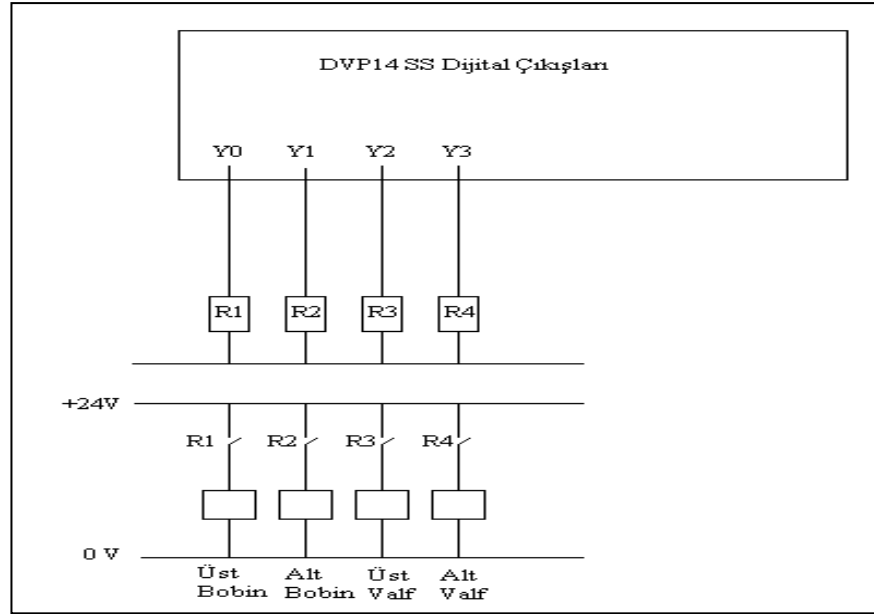 DVP14 SS Dijital Çıkışları
Y0 Y1 Y2 Y3
R1 R2 R3 R4
+24V
R1 R2 R3 R4
0 V
Üst Alt Üst Alt
Bobin Bobin Valf Valf